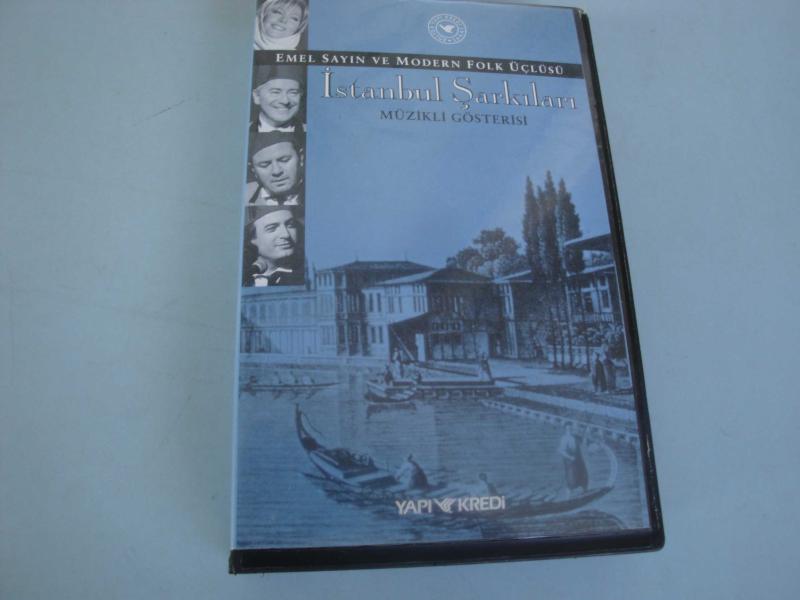 EMEL SAYIN VE MODERN FOLK ÜÇLÜSÜ
İstanbul Şarkıları
MÜZİKLİ GÖSTERİSİ
YAPI KREDİ